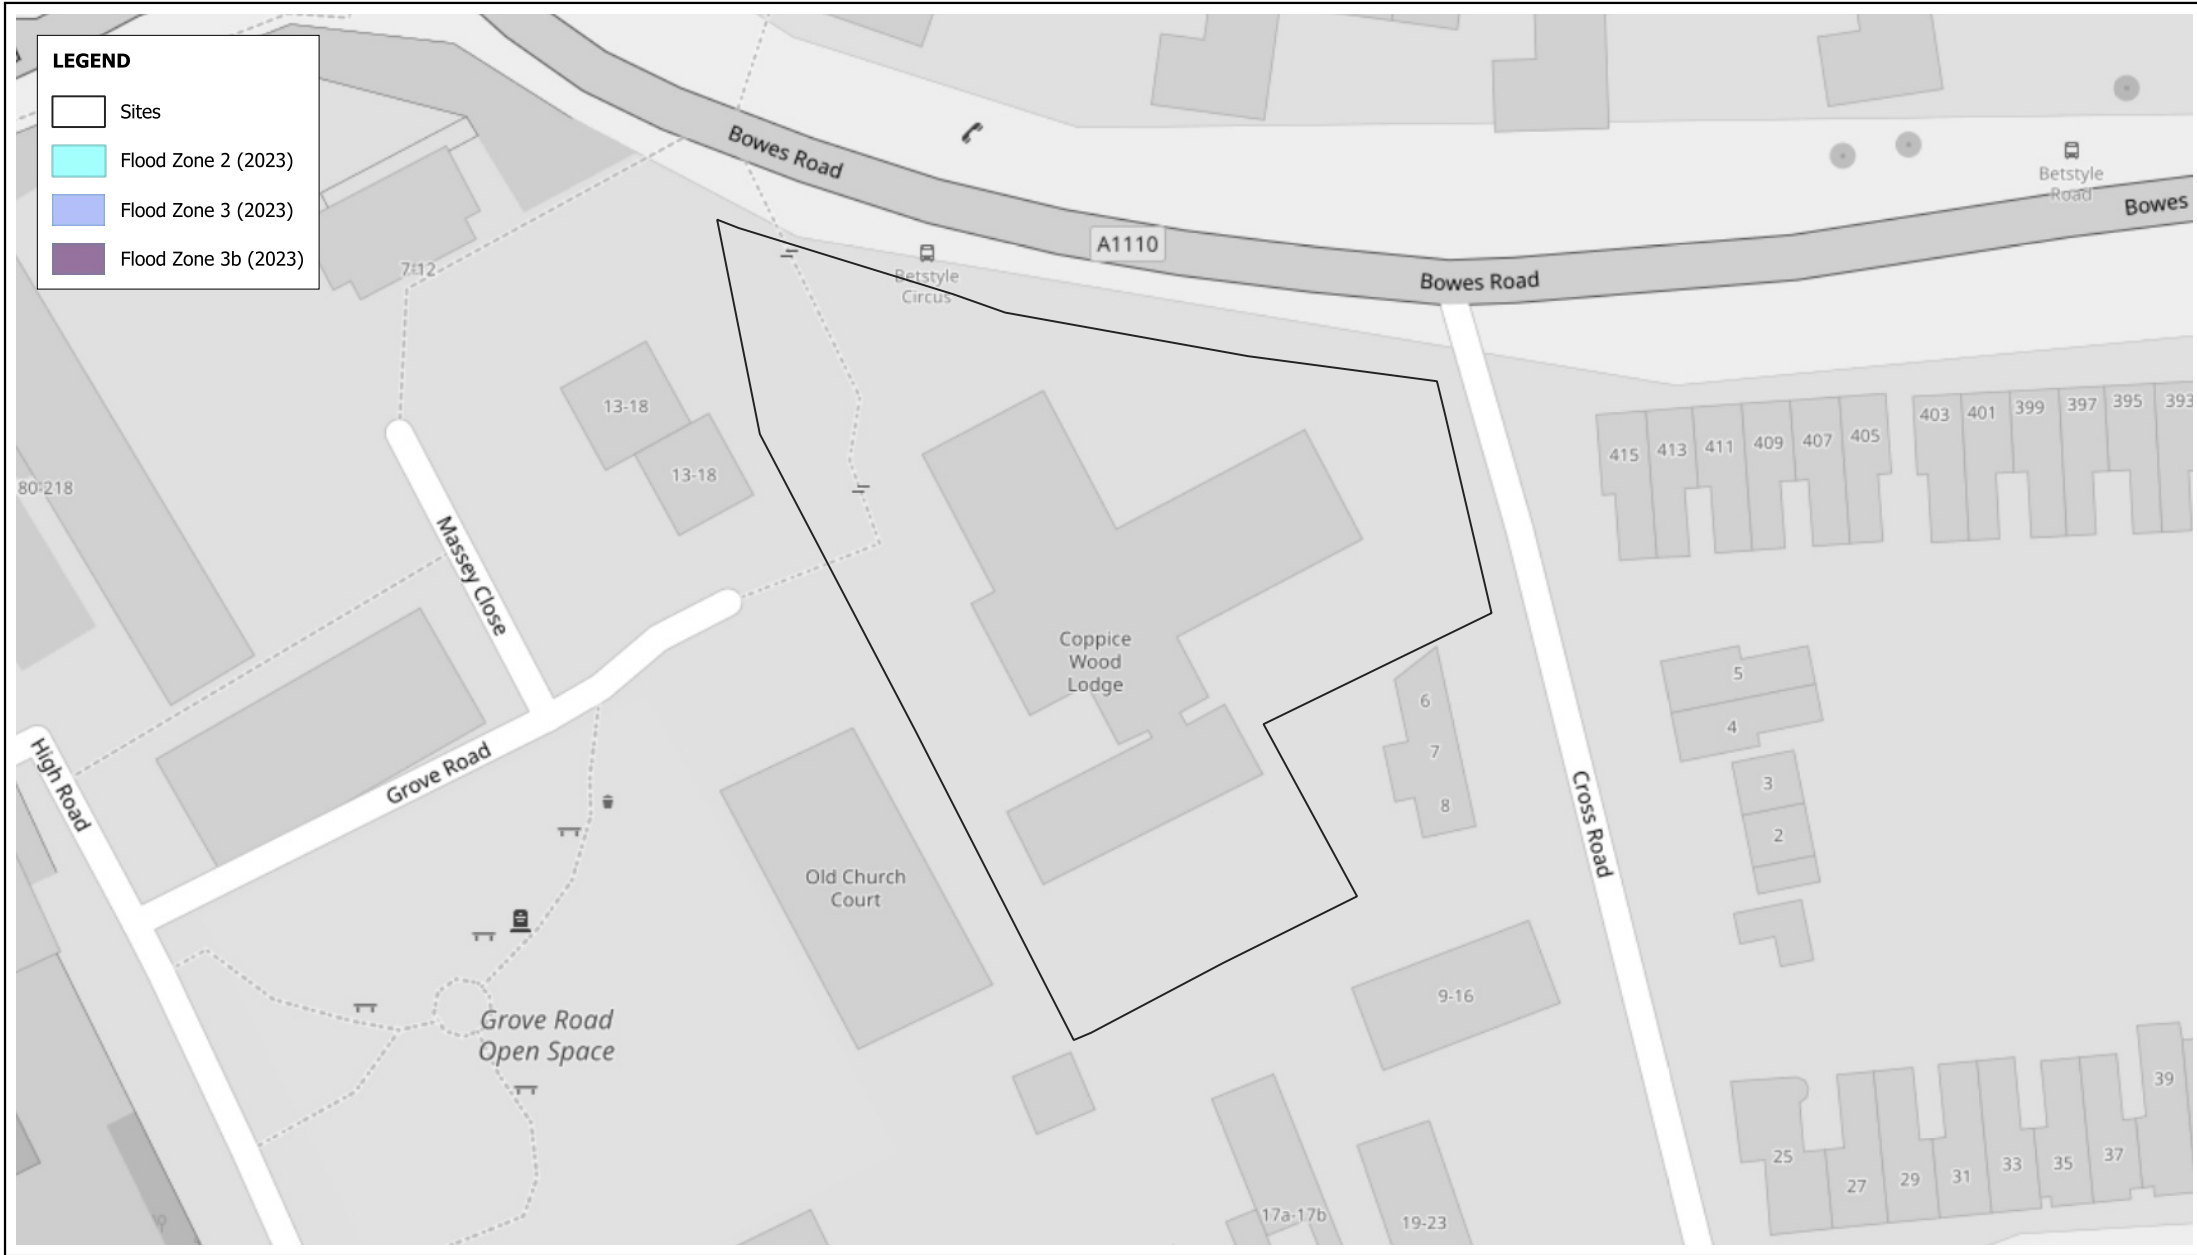 LEGEND
Sites
Flood Zone 2 (2023)
Flood Zone 3 (2023)
Flood Zone 3b (2023)
Bowes Road
A1110
Bowes Road
Bowes
Betstyle
Road
Betstyle
Circus
7-12
13-18
13-18
80-218
Massey Close
Grove Road
High Road
Coppice
Wood
Lodge
Old Church
Court
Grove Road
Open Space
Cross Road
415
413
411
409
407
405
403
401
399
397
395
393
5
4
3
2
6
7
8
9-16
17a-17b
19-23
25
27
29
31
33
35
37
39